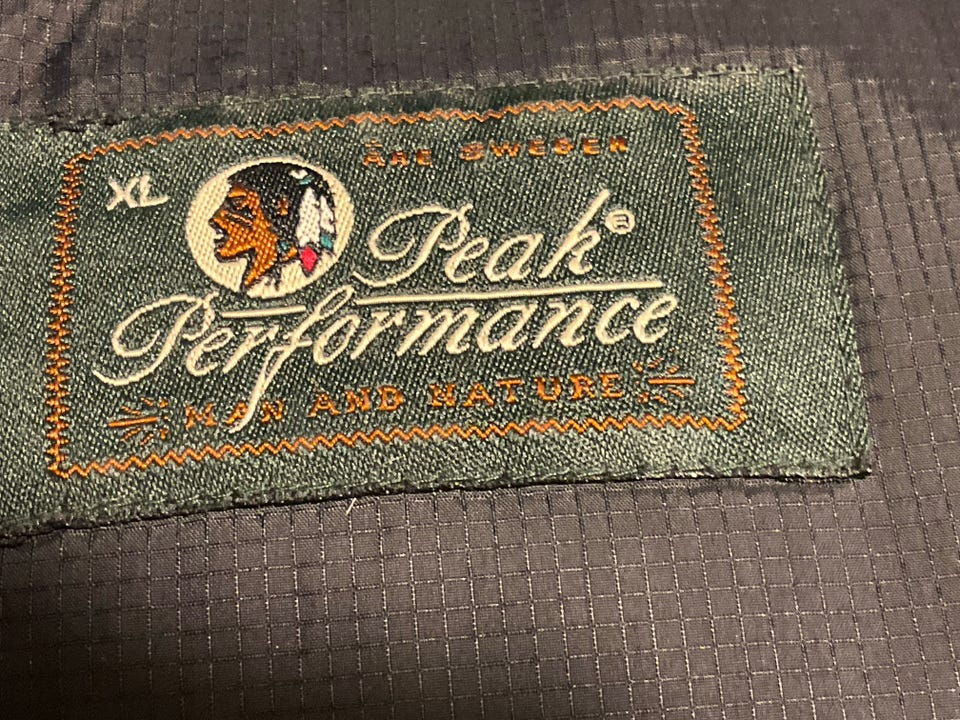 ÅRE SWEDEN
XL
Peak®
Performance
MAN AND NATURE